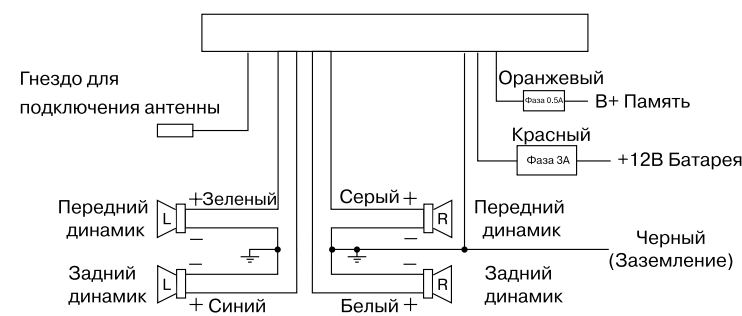 Гнездо для
подключения антенны
Оранжевый
Фаза 0.5А
В+ Память
Красный
Фаза 3А
+12В Батарея
+Зеленый
Серый +
Передний
динамик
L
R
Передний
динамик
−
−
Черный
(Заземление)
−
−
Задний
динамик
L
R
Задний
динамик
+ Синий
Белый +